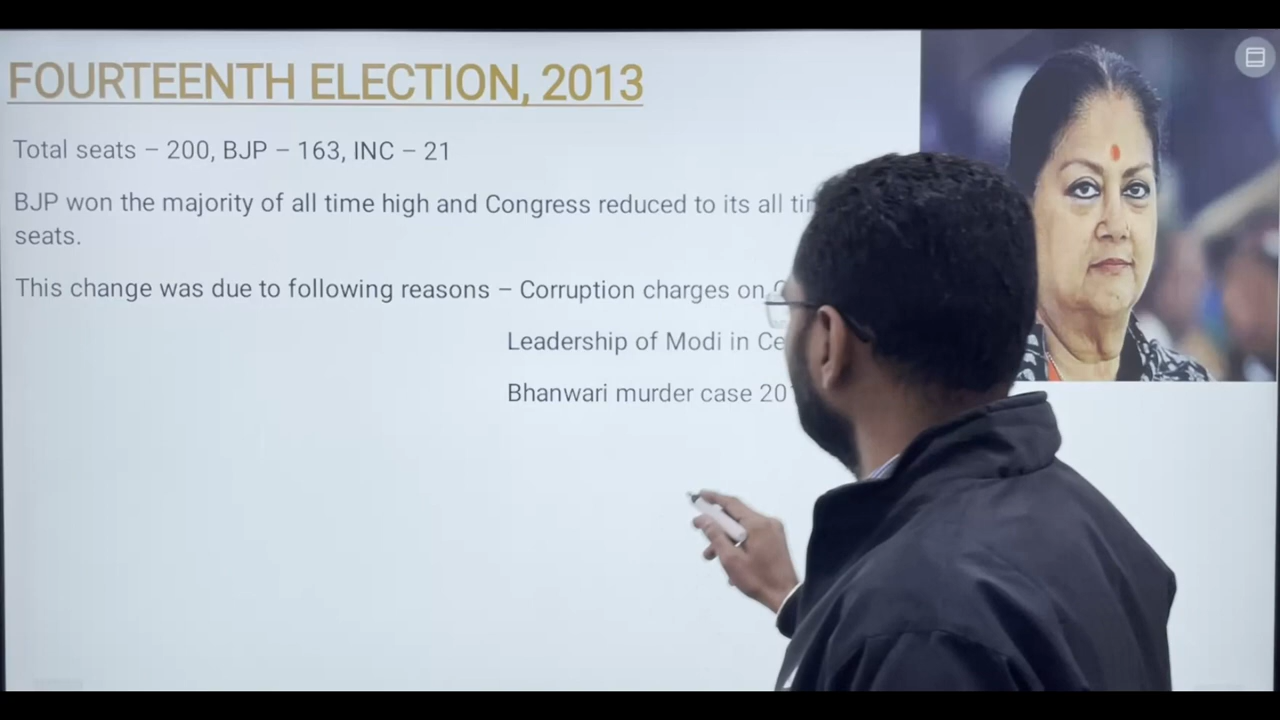 FOURTEENTH ELECTION, 2013
Total seats – 200, BJP – 163, INC – 21
BJP won the majority of all time high and Congress reduced to its all
seats.
This change was due to following reasons – Corruption charges on
Leadership of Modi in
Bhanwari murder case